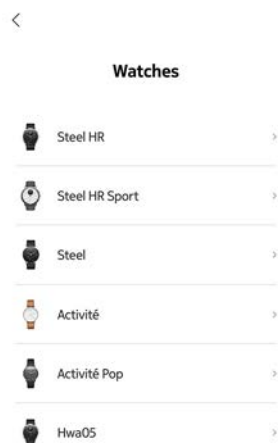 Watches
Steel HR
Steel HR Sport
Steel
Activité
Activité Pop
Hwa05